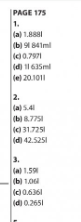 PAGE 175
1.
(a) 1.888l
(b) 9l 841ml
(c) 0.797l
(d) 11l 635ml
(e) 20.101l
2.
(a) 5.4l
(b) 8.775l
(c) 31.725l
(d) 42.525l
3.
(a) 1.59l
(b) 1.06l
(c) 0.636l
(d) 0.265l